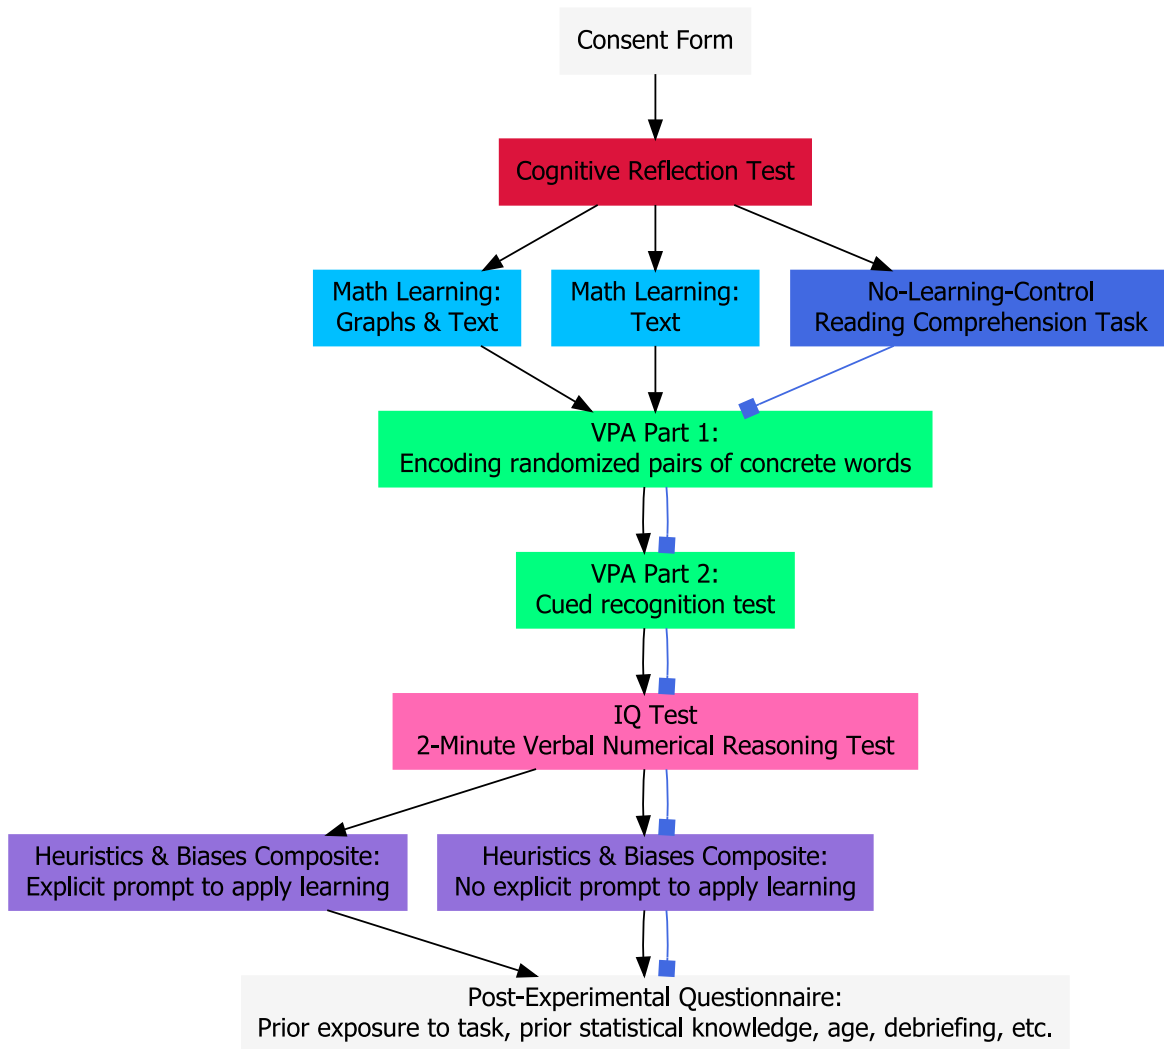 Consent Form
Cognitive Reflection Test
Math Learning:
Graphs & Text
Math Learning:
Text
No-Learning-Control
Reading Comprehension Task
VPA Part 1:
Encoding randomized pairs of concrete words
VPA Part 2:
Cued recognition test
IQ Test
2-Minute Verbal Numerical Reasoning Test
Heuristics & Biases Composite:
Explicit prompt to apply learning
Heuristics & Biases Composite:
No explicit prompt to apply learning
Post-Experimental Questionnaire:
Prior exposure to task, prior statistical knowledge, age, debriefing, etc.